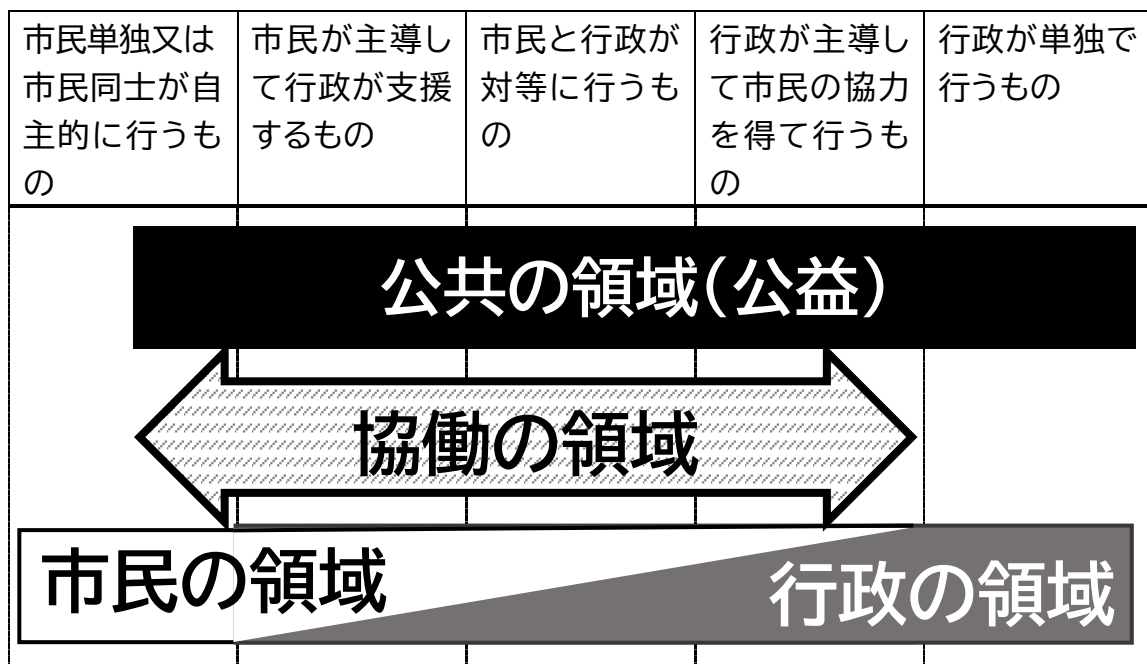 市民単独又は
市民同士が自
主的に行うも
の
市民が主導し
て行政が支援
するもの
市民と行政が
対等に行うも
の
行政が主導し
て市民の協力
を得て行うも
の
行政が単独で
行うもの
公共の領域(公益)
協働の領域
市民の領域
行政の領域